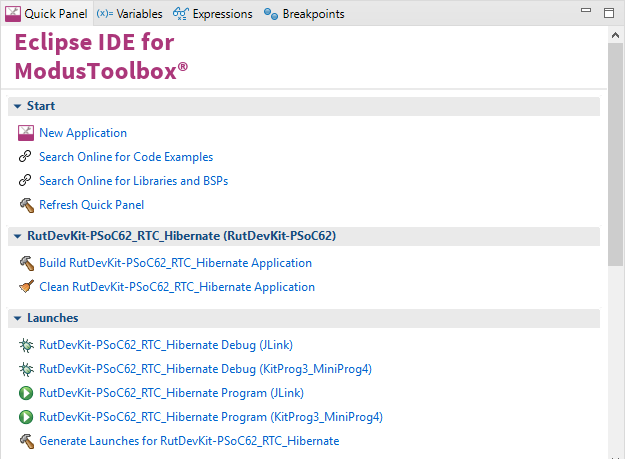 Quick Panel (x)= Variables Expressions Breakpoints
Eclipse IDE for
ModusToolbox®
Start
New Application
Search Online for Code Examples
Search Online for Libraries and BSPs
Refresh Quick Panel
RutDevKit-PSoC62_RTC_Hibernate (RutDevKit-PSoC62)
Build RutDevKit-PSoC62_RTC_Hibernate Application
Clean RutDevKit-PSoC62_RTC_Hibernate Application
Launches
RutDevKit-PSoC62_RTC_Hibernate Debug (JLink)
RutDevKit-PSoC62_RTC_Hibernate Debug (KitProg3_MiniProg4)
RutDevKit-PSoC62_RTC_Hibernate Program (JLink)
RutDevKit-PSoC62_RTC_Hibernate Program (KitProg3_MiniProg4)
Generate Launches for RutDevKit-PSoC62_RTC_Hibernate